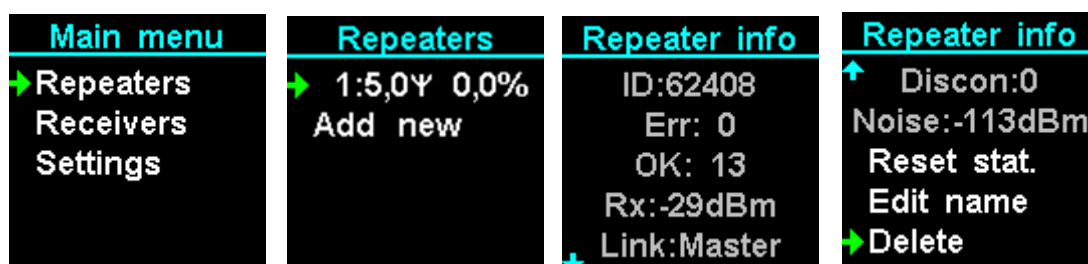 Main menu
Repeaters
Receivers
Settings
Repeaters
1:5,0Ψ 0,0%
Add new
Repeater info
ID:62408
Err: 0
OK: 13
Rx:-29dBm
Link:Master
Repeater info
Discon:0
Noise:-113dBm
Reset stat.
Edit name
Delete